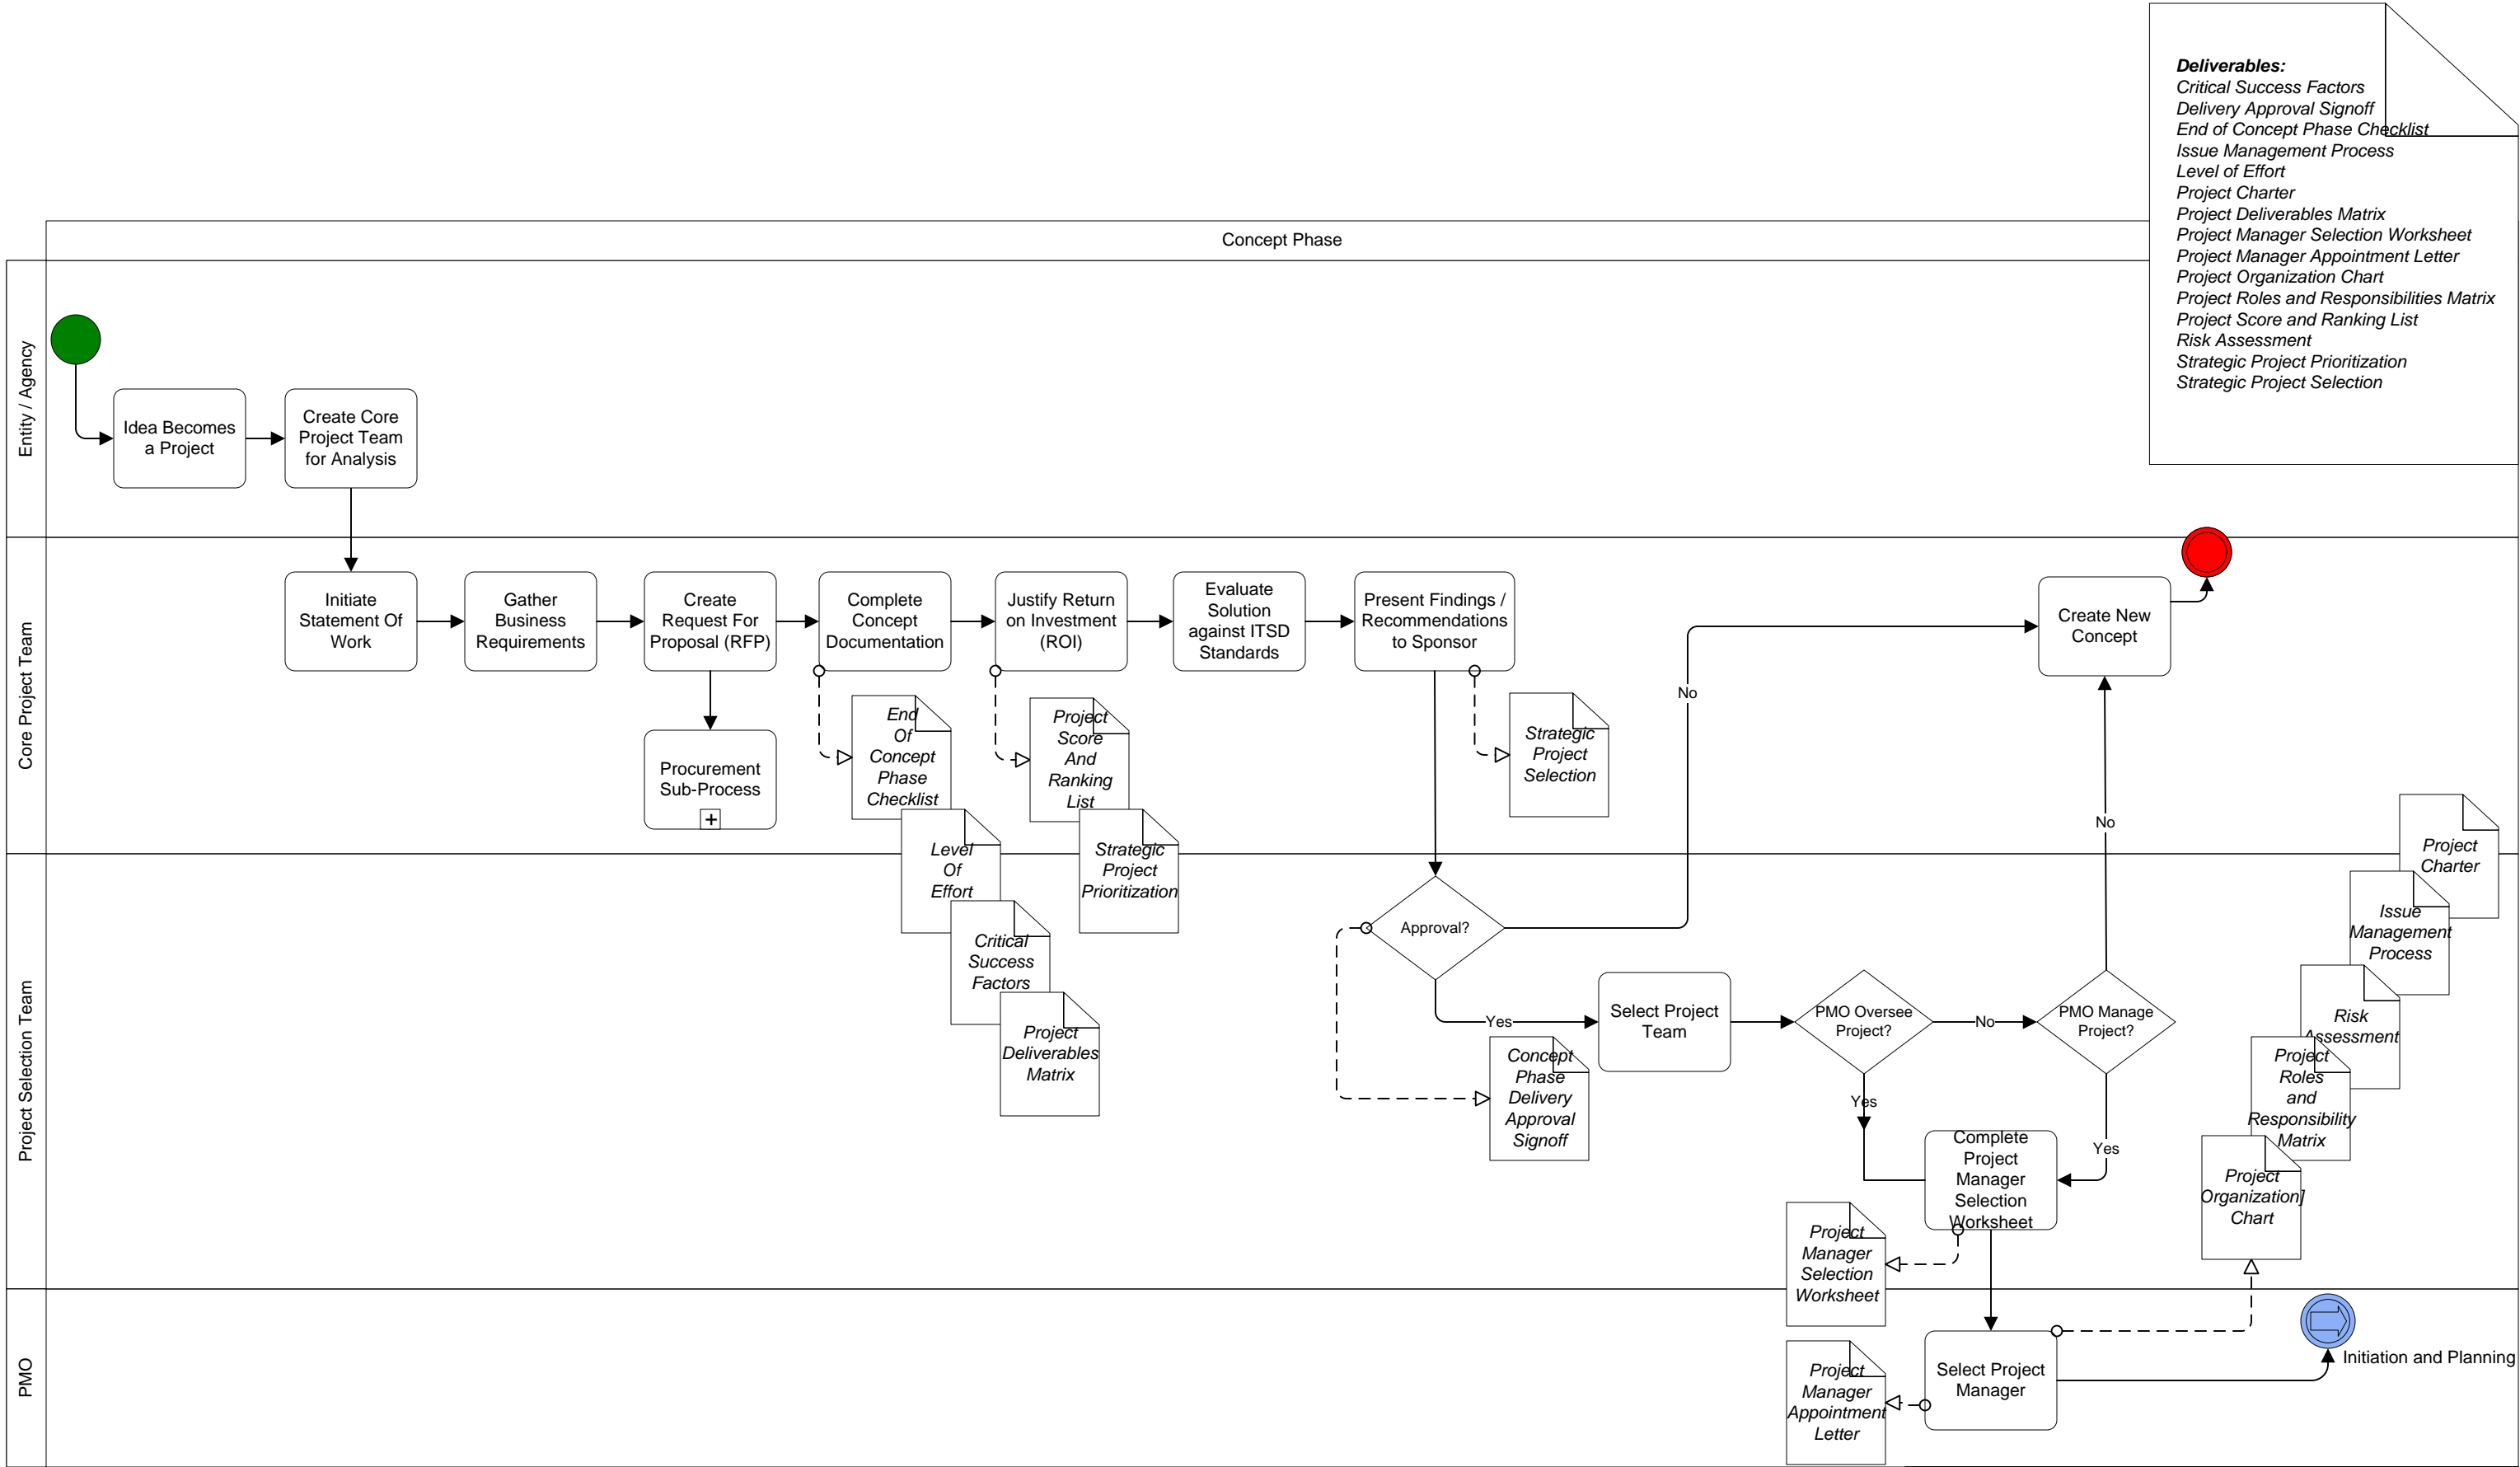 Deliverables:
Critical Success Factors
Delivery Approval Signoff
End of Concept Phase Checklist
Issue Management Process
Level of Effort
Project Charter
Project Deliverables Matrix
Project Manager Selection Worksheet
Project Manager Appointment Letter
Project Organization Chart
Project Roles and Responsibilities Matrix
Project Score and Ranking List
Risk Assessment
Strategic Project Prioritization
Strategic Project Selection
Concept Phase
Entity / Agency
Idea Becomes
a Project
Create Core
Project Team
for Analysis
Core Project Team
Initiate
Statement Of
Work
Gather
Business
Requirements
Create
Request For
Proposal (RFP)
Complete
Concept
Documentation
Justify Return
on Investment
(ROI)
Evaluate
Solution
against ITSD
Standards
Present Findings /
Recommendations
to Sponsor
Create New
Concept
No
Procurement
Sub-Process
End
Of
Concept
Phase
Checklist
Project
Score
And
Ranking
List
Strategic
Project
Selection
No
Project Selection Team
Level
Of
Effort
Strategic
Project
Prioritization
Critical
Success
Factors
Project
Deliverables
Matrix
Approval?
Yes
Concept
Phase
Delivery
Approval
Signoff
Select Project
Team
PMO Oversee
Project?
No
PMO Manage
Project?
Yes
Yes
Complete
Project
Manager
Selection
Worksheet
Project
Manager
Selection
Worksheet
Project
Charter
Issue
Management
Process
Risk
Assessment
Project
Roles
and
Responsibility
Matrix
Project
Organization]
Chart
PMO
Select Project
Manager
Project
Manager
Appointment
Letter
Initiation and Planning